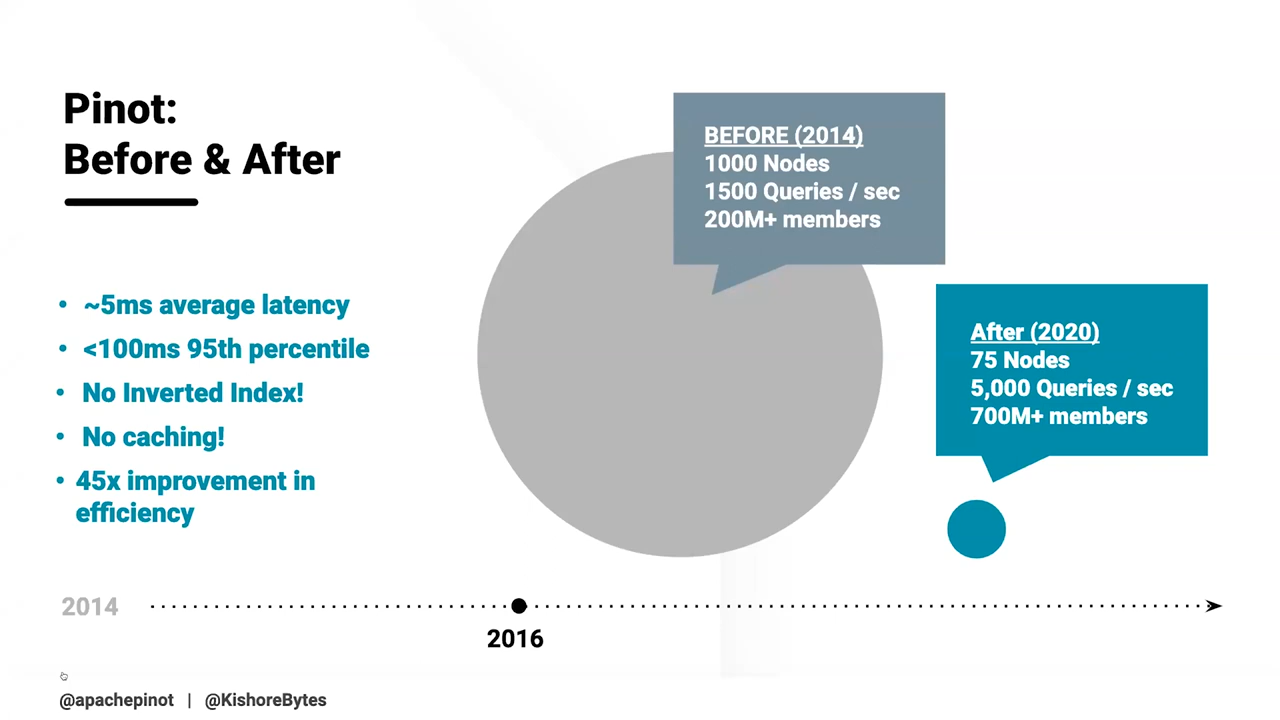 Pinot:
Before & After
• ~5ms average latency
• <100ms 95th percentile
• No Inverted Index!
• No caching!
• 45x improvement in
efficiency
BEFORE (2014)
1000 Nodes
1500 Queries / sec
200M+ members
After (2020)
75 Nodes
5,000 Queries / sec
700M+ members
2014
2016
@apachepinot | @KishoreBytes